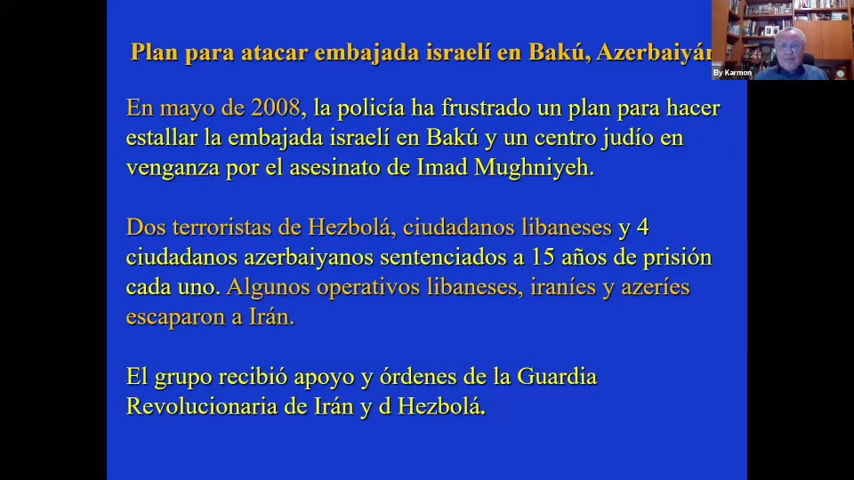 Plan para atacar embajada israelí en Bakú, Azerbaiyán
Ely Karmon
En mayo de 2008, la policía ha frustrado un plan para hacer
estallar la embajada israelí en Bakú y un centro judío en
venganza por el asesinato de Imad Mughniyeh.
Dos terroristas de Hezbolá, ciudadanos libaneses y 4
ciudadanos azerbaiyanos sentenciados a 15 años de prisión
cada uno. Algunos operativos libaneses, iraníes y azeríes
escaparon a Irán.
El grupo recibió apoyo y órdenes de la Guardia
Revolucionaria de Irán y d Hezbolá.